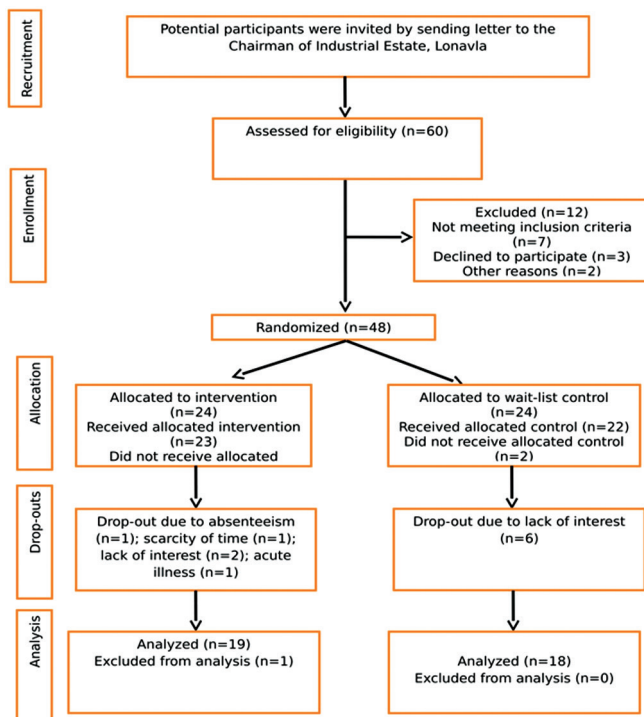 Recruitment
Potential participants were invited by sending letter to the
Chairman of Industrial Estate, Lonavla
Assessed for eligibility (n=60)
Enrollment
Excluded (n=12)
Not meeting inclusion criteria
(n=7)
Declined to participate (n=3)
Other reasons (n=2)
Randomized (n=48)
Allocation
Allocated to intervention
(n=24)
Received allocated intervention
(n=23)
Did not receive allocated
Allocated to wait-list control
(n=24)
Received allocated control (n=22)
Did not receive allocated control
(n=2)
Drop-outs
Drop-out due to absenteeism
(n=1); scarcity of time (n=1);
lack of interest (n=2); acute
illness (n=1)
Drop-out due to lack of interest
(n=6)
Analysis
Analyzed (n=19)
Excluded from analysis (n=1)
Analyzed (n=18)
Excluded from analysis (n=0)